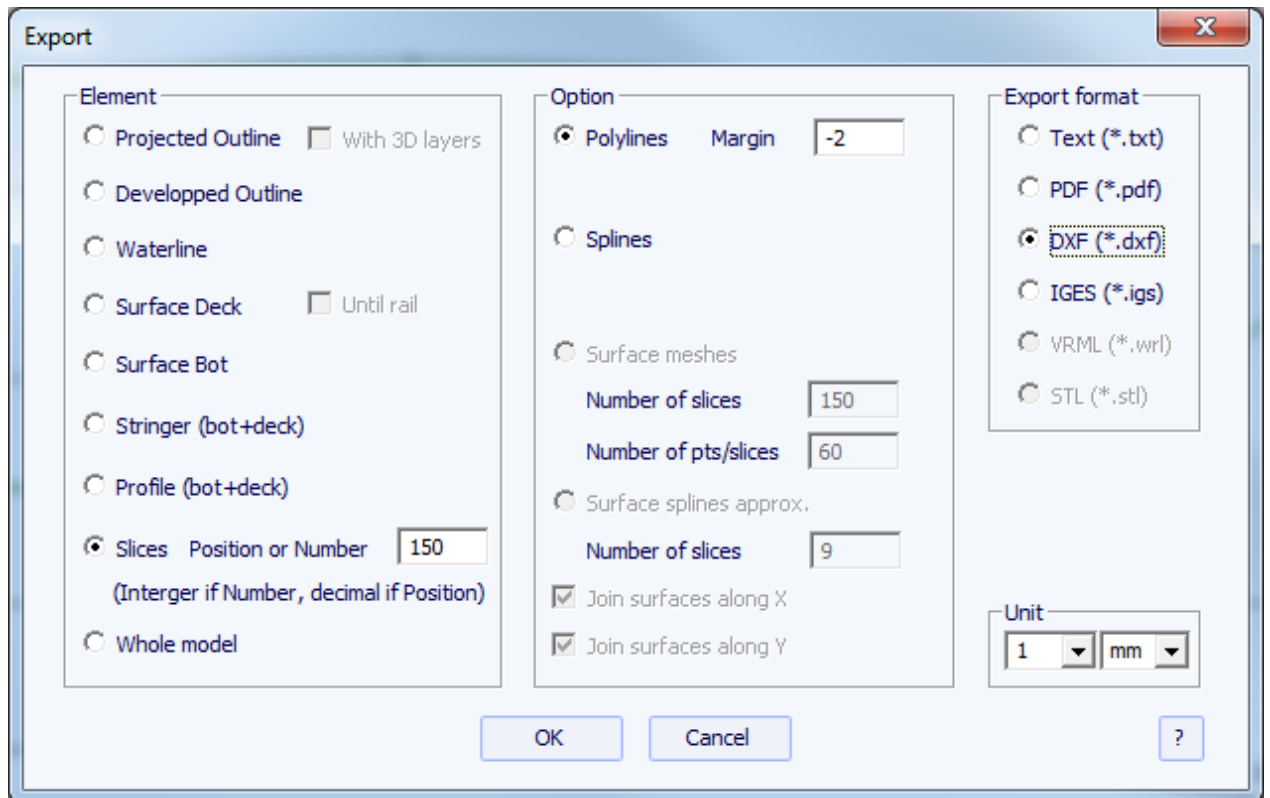 Export
Element
Projected Outline With 3D layers
Developped Outline
Waterline
Surface Deck Until rail
Surface Bot
Stringer (bot+deck)
Profile (bot+deck)
Slices Position or Number 150
(Interger if Number, decimal if Position)
Whole model
Option
Polylines Margin -2
Splines
Surface meshes
Number of slices 150
Number of pts/slices 60
Surface splines approx.
Number of slices 9
Join surfaces along X
Join surfaces along Y
Export format
Text (*.txt)
PDF (*.pdf)
DXF (*.dxf)
IGES (*.igs)
VRML (*.wrl)
STL (*.stl)
Unit
1 mm
OK Cancel ?